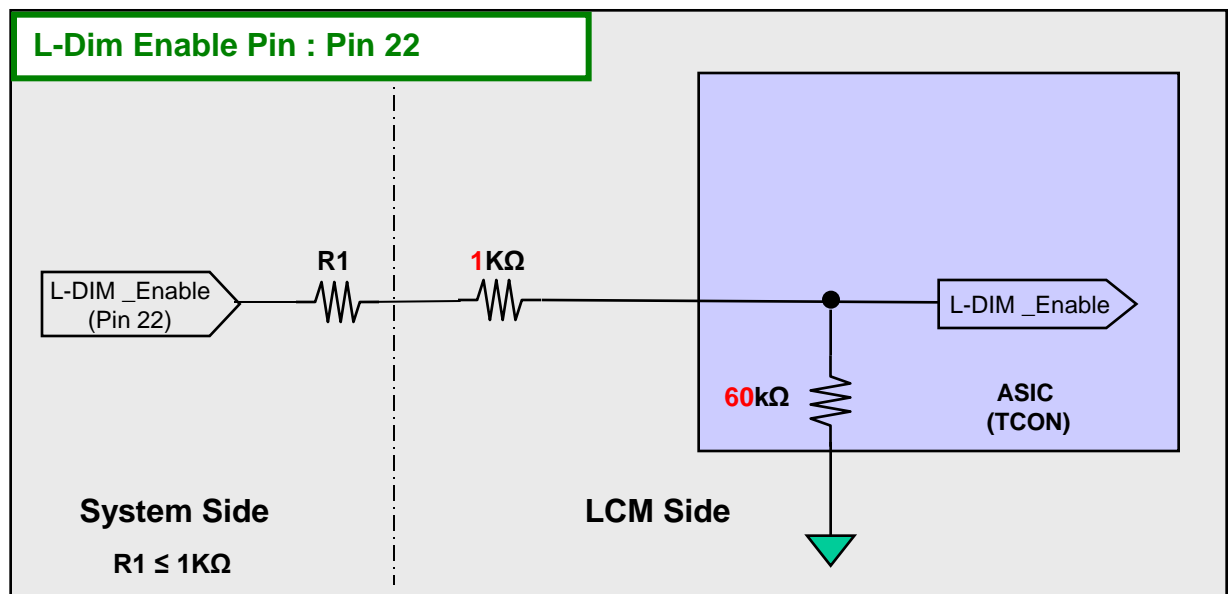 L-Dim Enable Pin : Pin 22
R1
1KΩ
L-DIM _Enable
(Pin 22)
L-DIM _Enable
60kΩ
ASIC
(TCON)
System Side
LCM Side
R1 ≤ 1KΩ